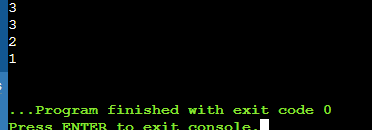 3
3
2
1
...Program finished with exit code 0
Press ENTER to exit console.